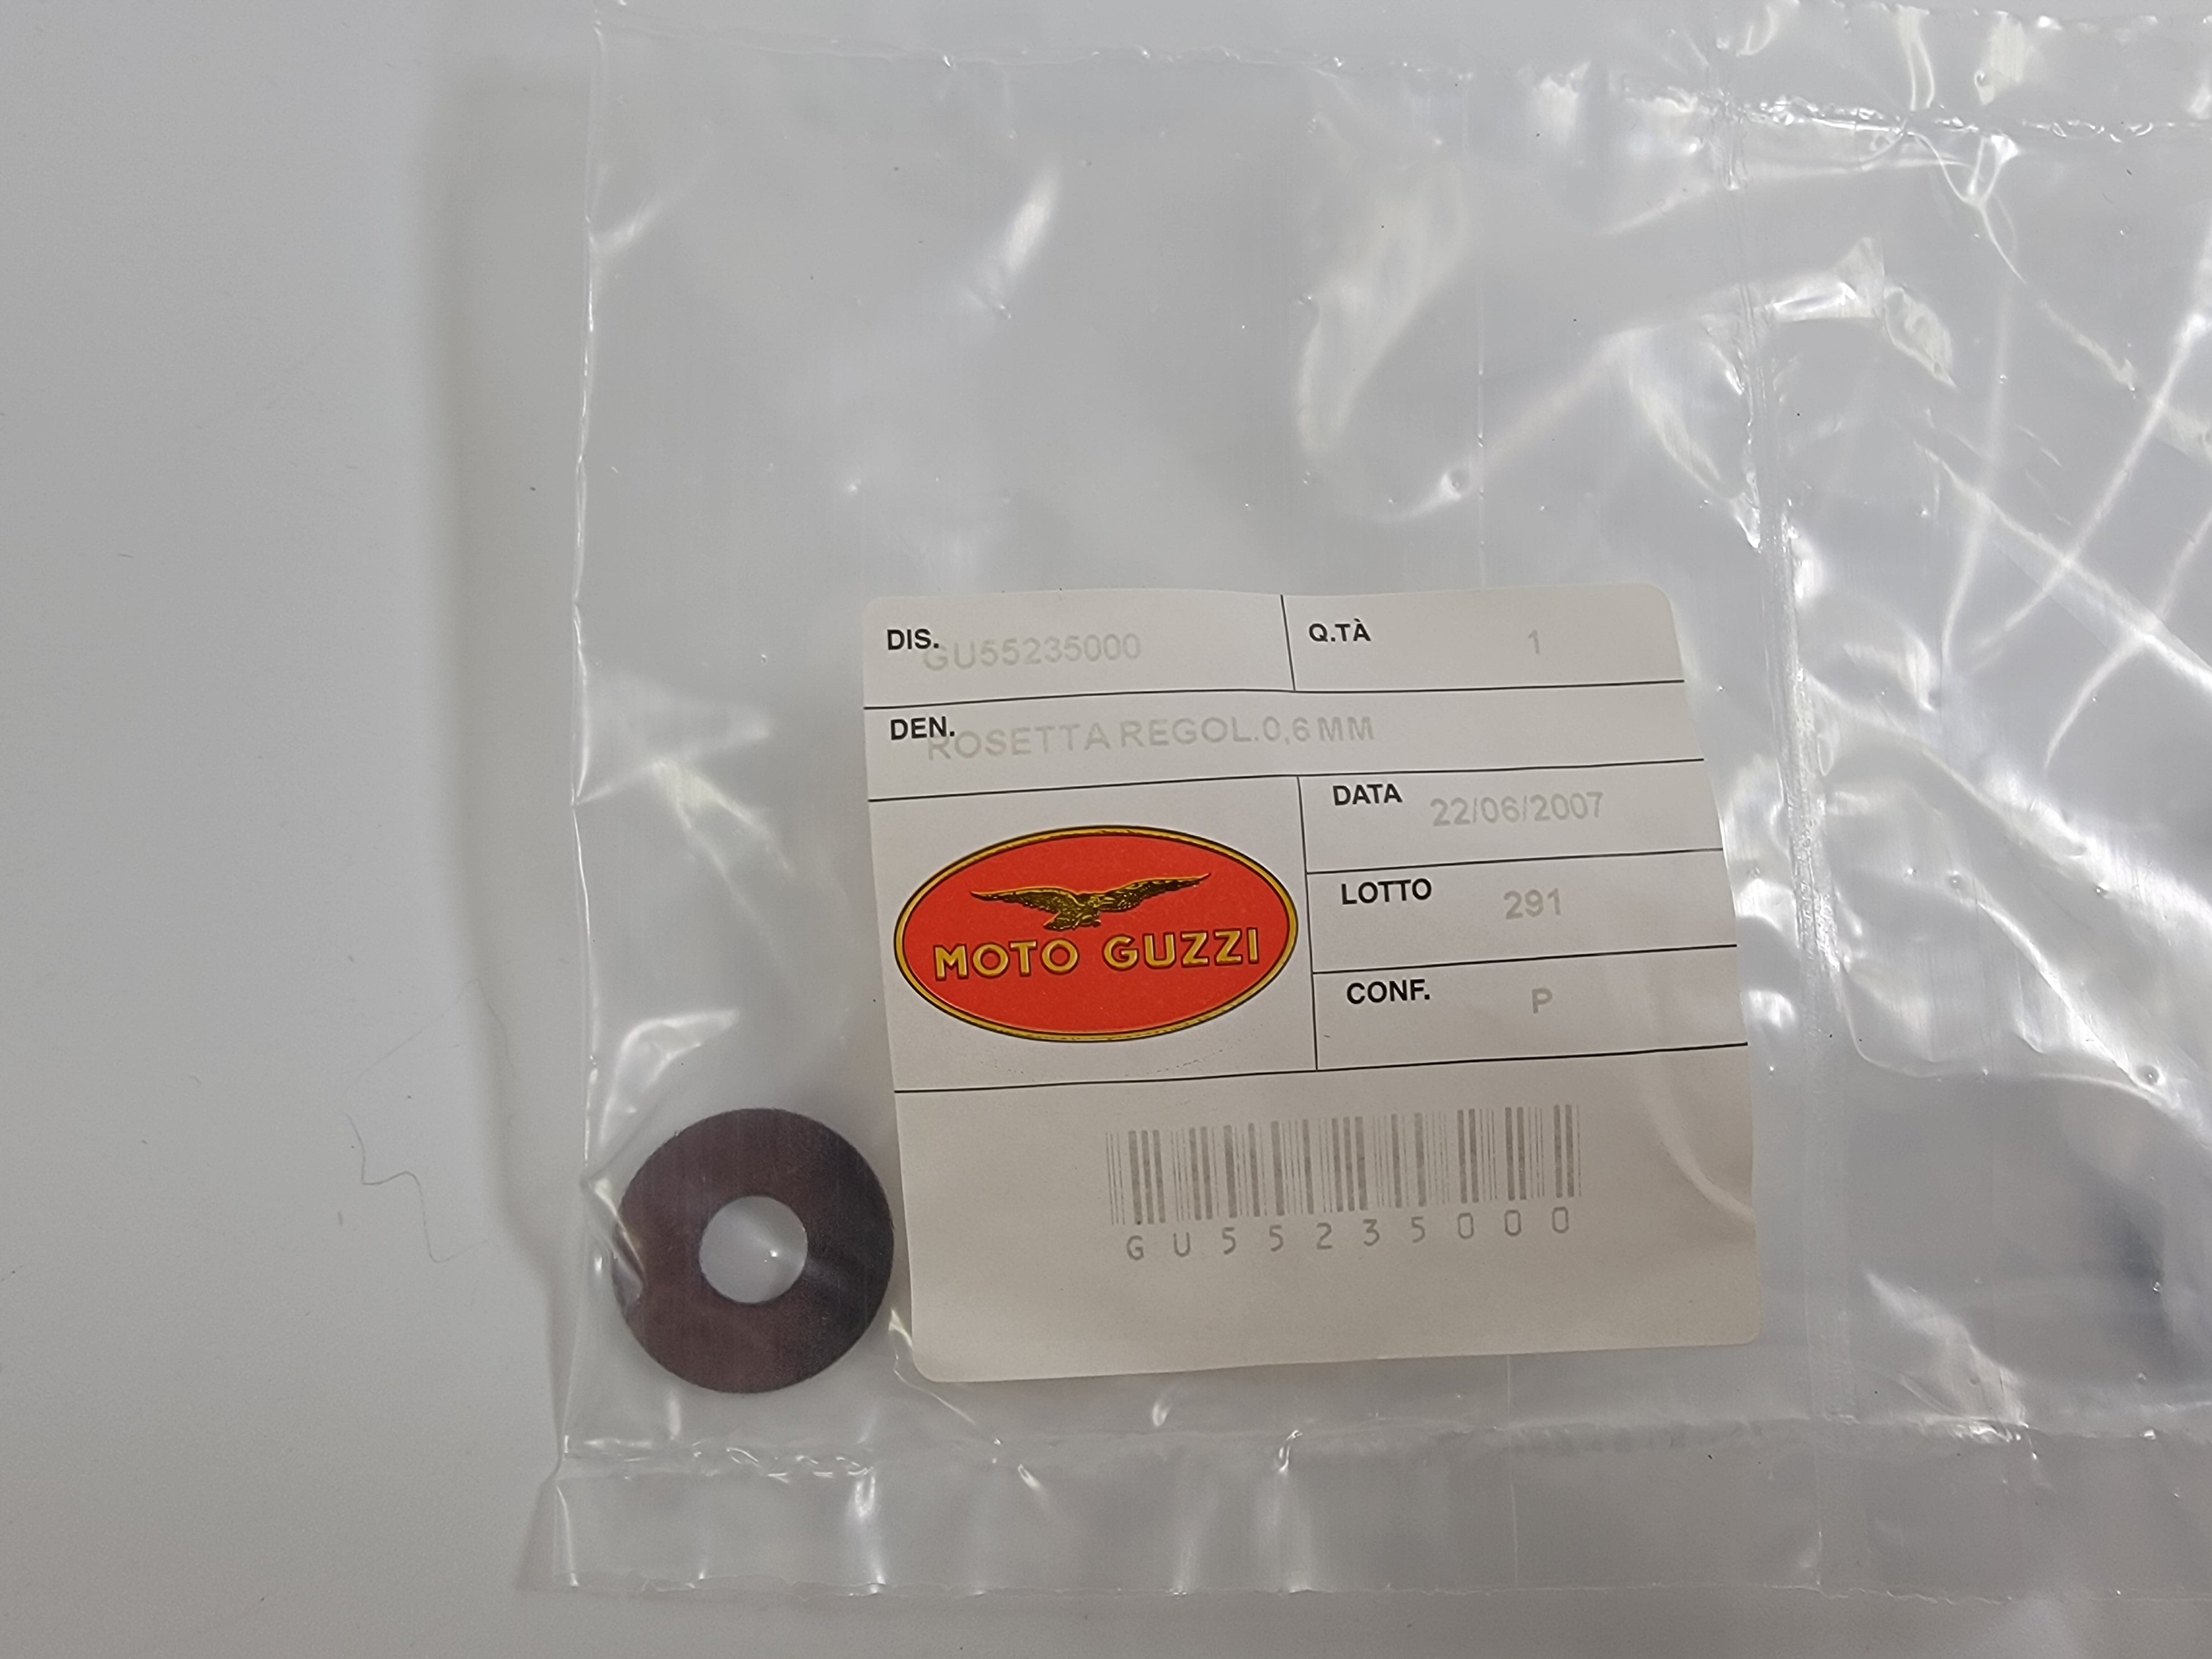 DIS. GU55235000 Q.TÀ 1
DEN. ROSETTA REGOL.0,6 MM
DATA 22/06/2007
MOTO GUZZI
LOTTO 291
CONF. P
GU55235000